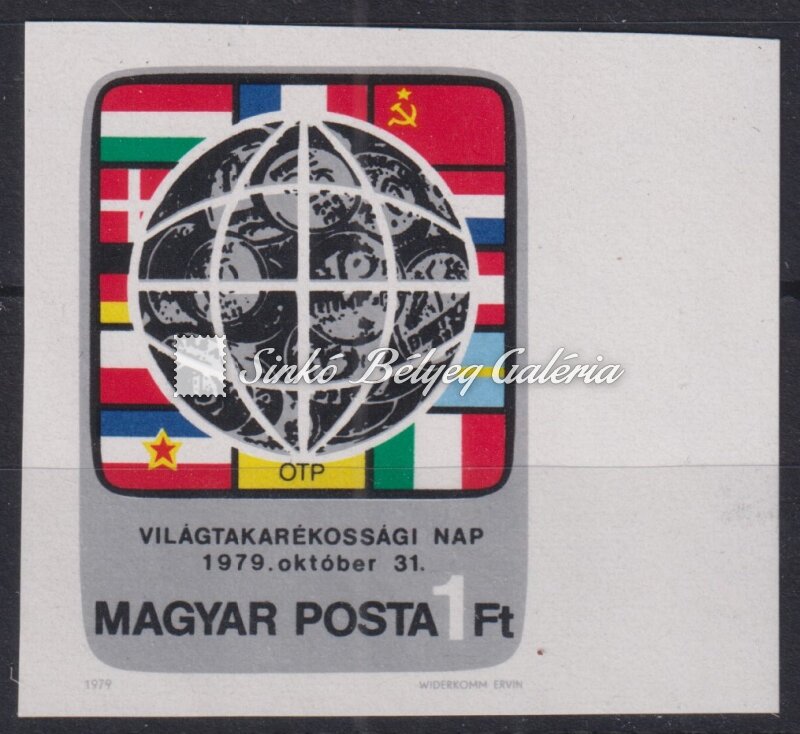 Sinkó Bélyeg Galéria
OTP
VILÁGTAKARÉKOSSÁGI NAP
1979. október 31.
MAGYAR POSTA 1 Ft
1979 WIDERKOMM ERVIN